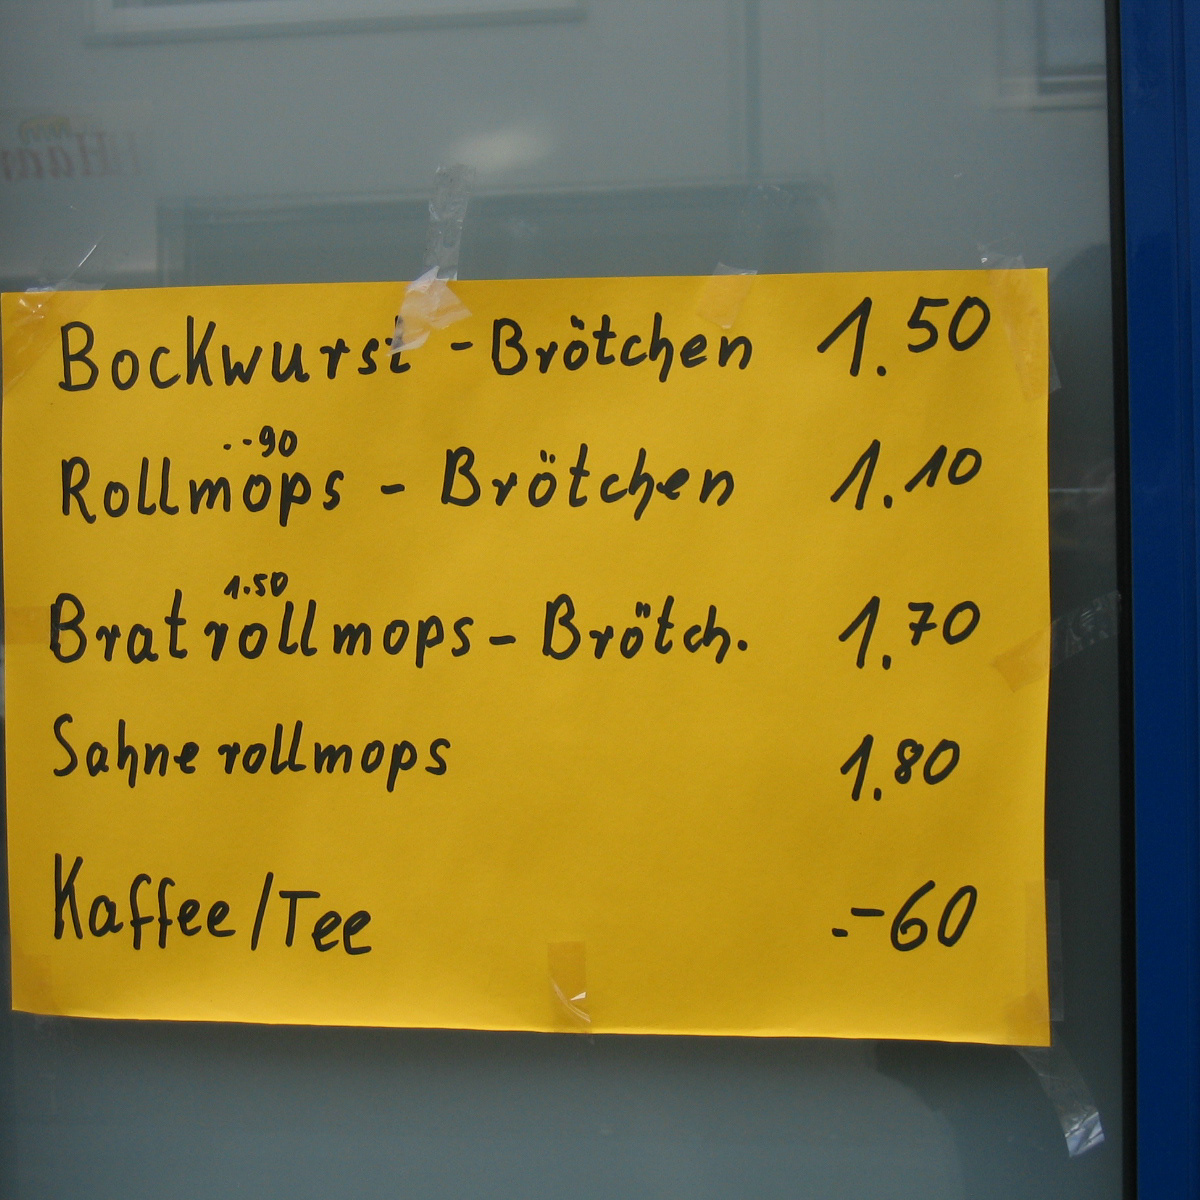 Bockwurst - Brötchen 1.50
.-90
Rollmops - Brötchen 1.10
1.50
Bratrollmops - Brötch. 1.70
Sahnerollmops 1.80
Kaffee/Tee .-60